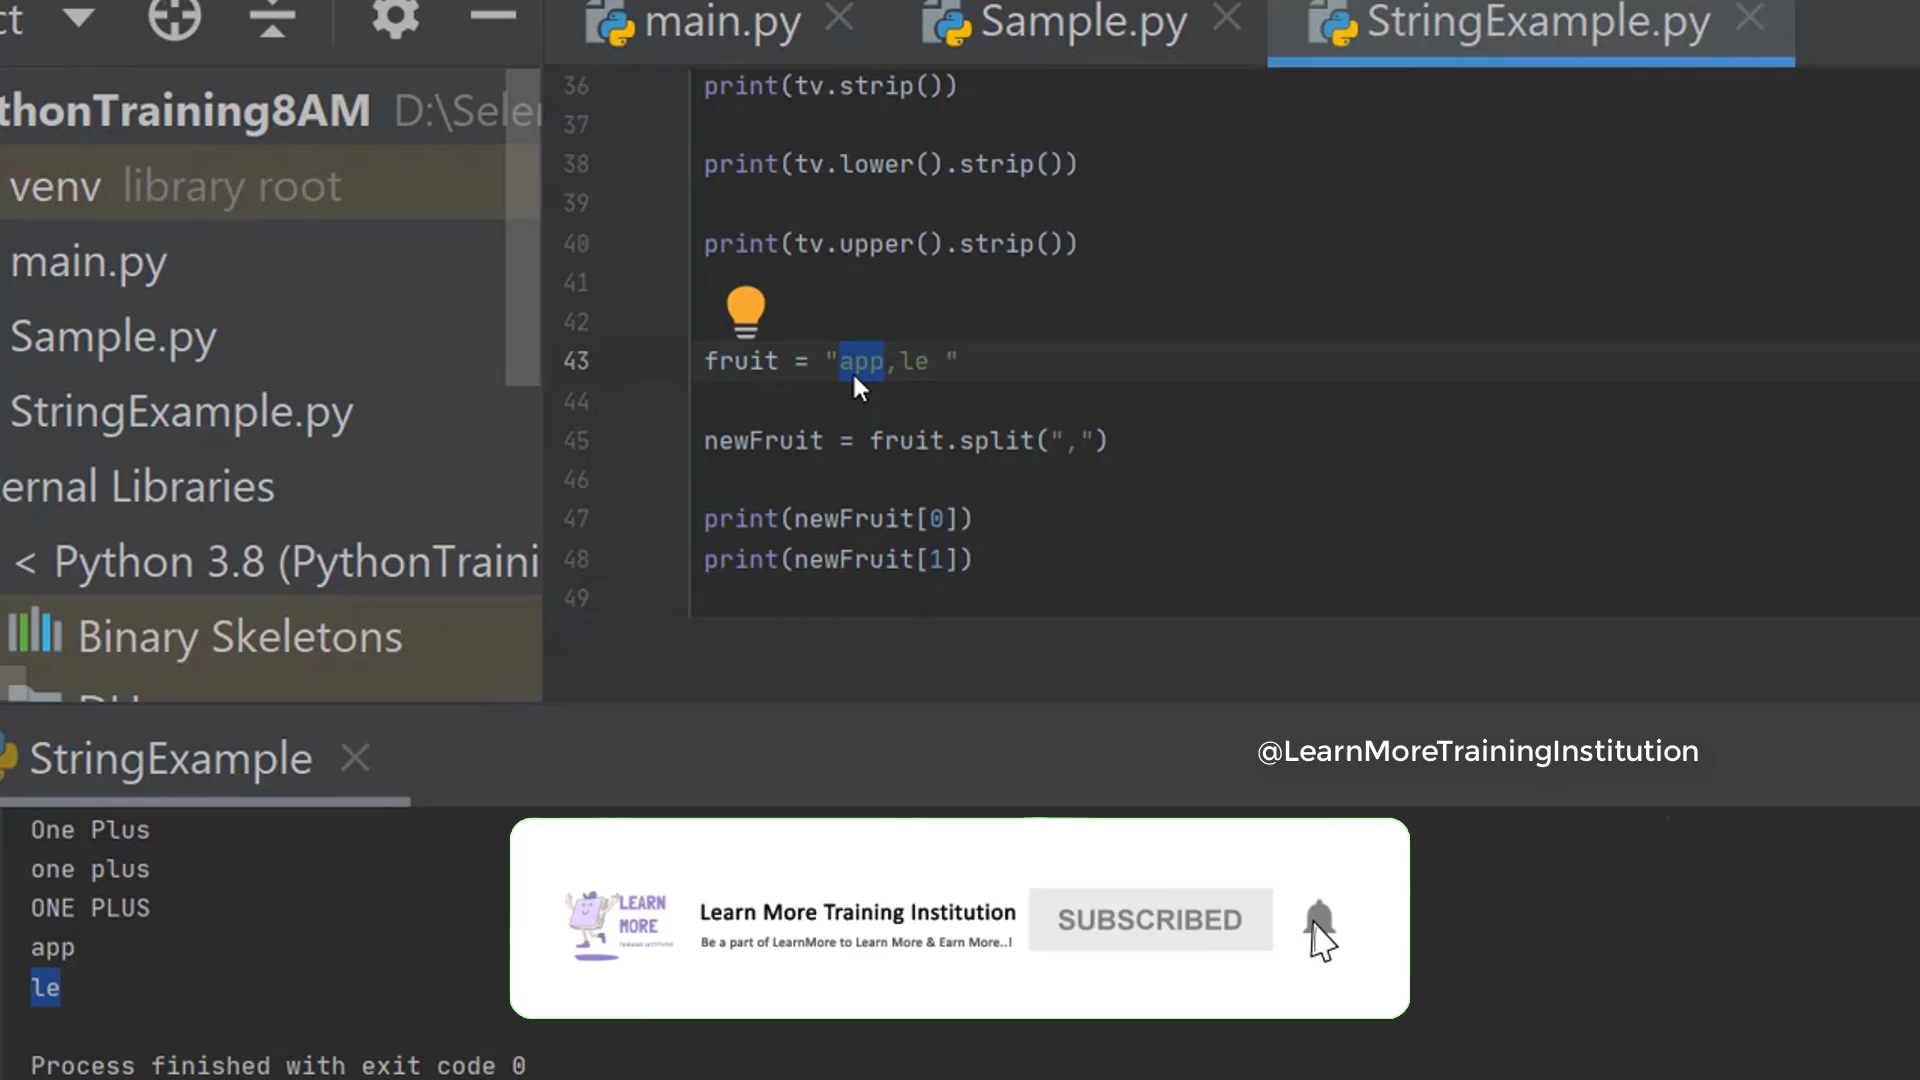 ct
main.py
Sample.py
StringExample.py
thonTraining8AM D:\Seler
venv library root
main.py
Sample.py
StringExample.py
ernal Libraries
< Python 3.8 (PythonTraini
Binary Skeletons
36 print(tv.strip())
37
38 print(tv.lower().strip())
39
40 print(tv.upper().strip())
41
42
43 fruit = "app,le "
44
45 newFruit = fruit.split(",")
46
47 print(newFruit[0])
48 print(newFruit[1])
49
StringExample
@LearnMoreTrainingInstitution
One Plus
one plus
ONE PLUS
app
le
Process finished with exit code 0
LEARN
MORE
Learn More Training Institution
Be a part of LearnMore to Learn More & Earn More..!
SUBSCRIBED